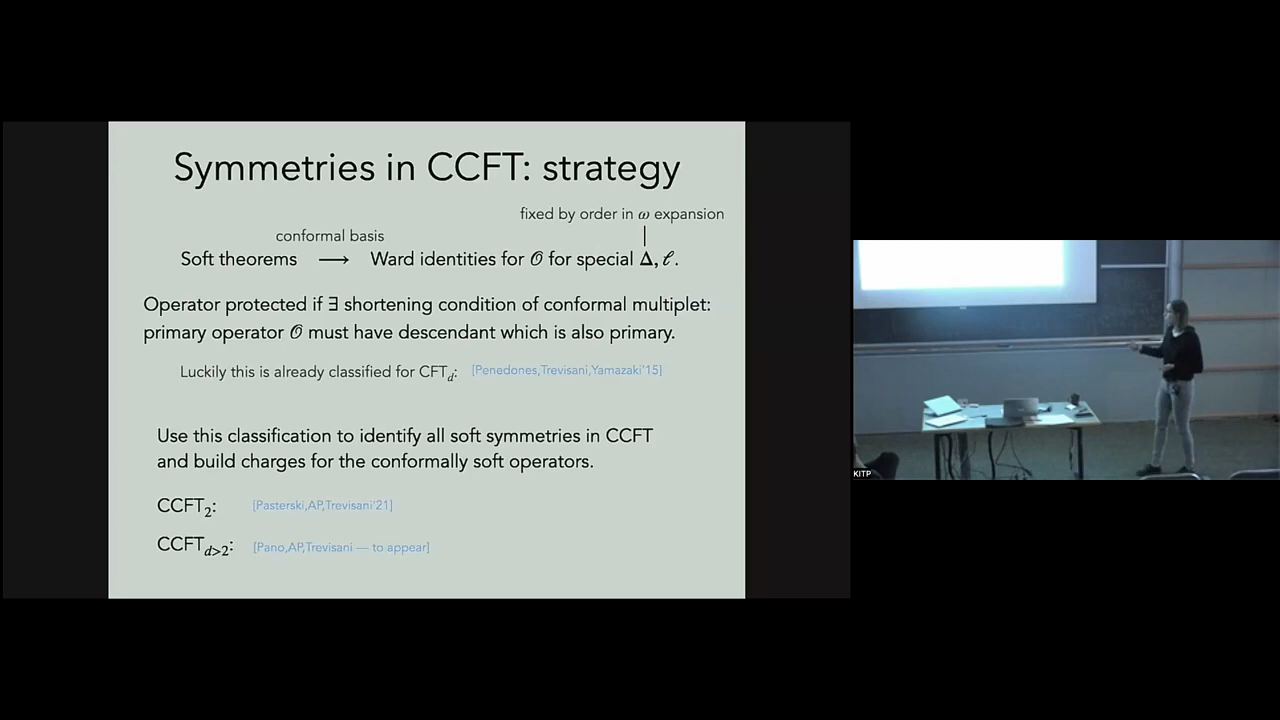 Symmetries in CCFT: strategy
fixed by order in ω expansion
conformal basis
Soft theorems ⟶ Ward identities for 𝒪 for special Δ, ℓ.
Operator protected if ∃ shortening condition of conformal multiplet:
primary operator 𝒪 must have descendant which is also primary.
Luckily this is already classified for CFT_d: [Penedones,Trevisani,Yamazaki'15]
Use this classification to identify all soft symmetries in CCFT
and build charges for the conformally soft operators.
CCFT₂: [Pasterski,AP,Trevisani'21]
CCFT_d>2: [Pano,AP,Trevisani — to appear]
KITP